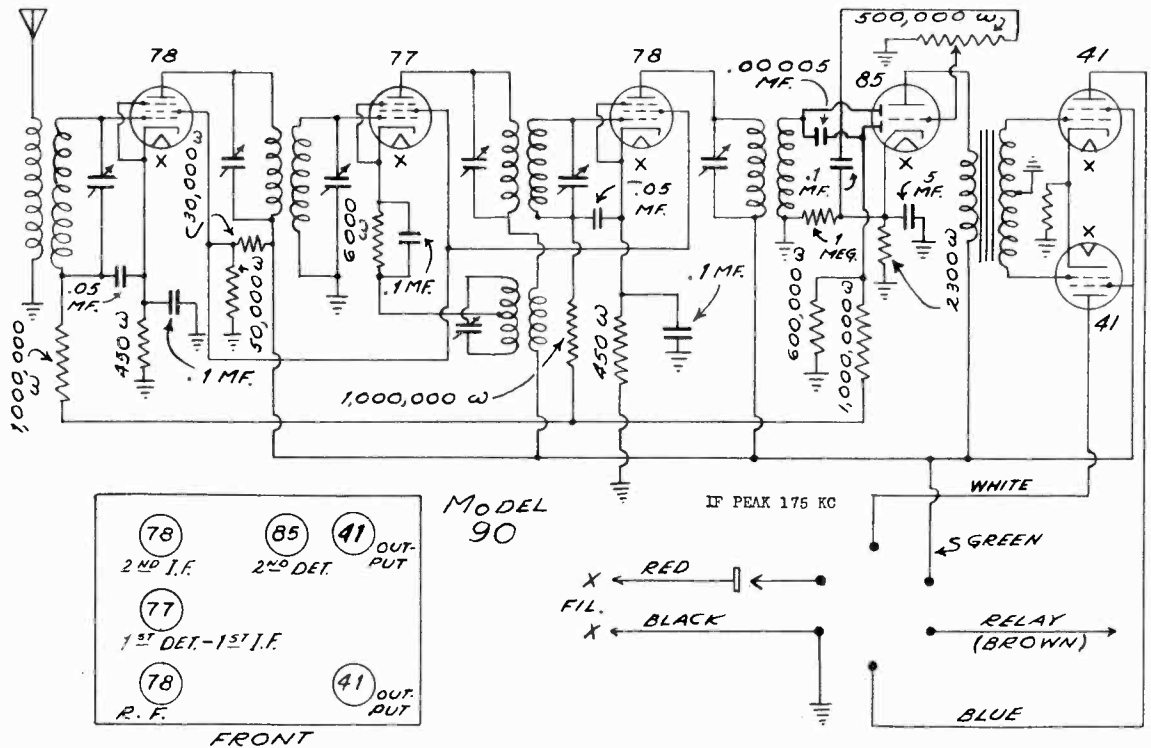 78
77
78
85
41
500,000 ω
.00005
MF.
X
X
X
X
X
X
30,000 ω
6000
ω
.05
MF.
.1
MF.
.5
MF.
1
MEG.
.05
MF.
.1 MF.
450 ω
50,000 ω
.1 MF.
.1 MF.
1,000,000 ω
1,000,000 ω
450 ω
600,000 ω
1,000,000 ω
2300 ω
41
MODEL
90
IF PEAK 175 KC
WHITE
GREEN
X RED
FIL.
X BLACK
RELAY
(BROWN)
BLUE
78
2ND I.F.
85
2ND DET.
41 OUT-
PUT
77
1ST DET.-1ST I.F.
78
R.F.
41 OUT-
PUT
FRONT